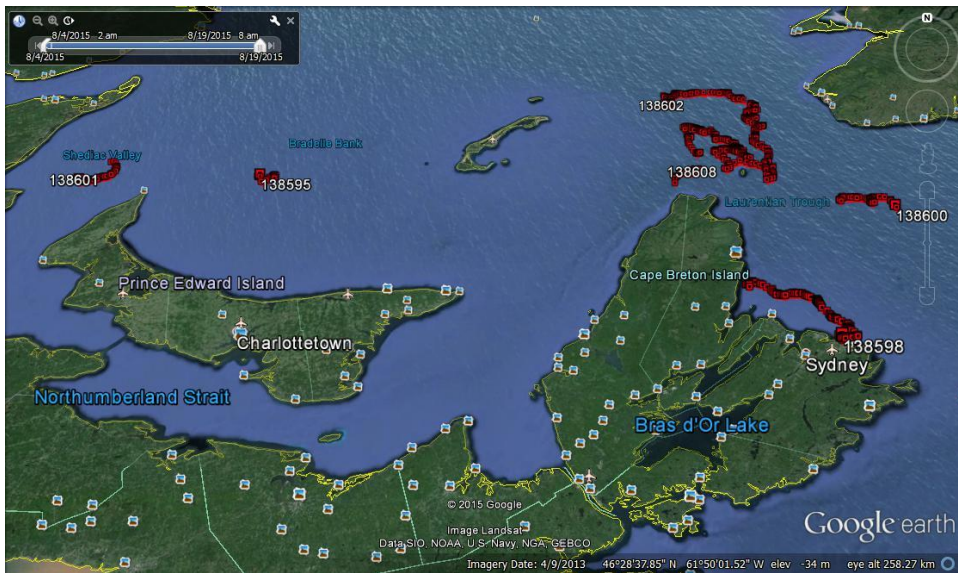 8/4/2015 2 am 8/19/2015 8 am
8/4/2015 8/19/2015
N
138602
Bradelle Bank
Shediac Valley
138601
138595
138608
Laurentian Trough
138600
Cape Breton Island
Prince Edward Island
Charlottetown
138598
Sydney
Northumberland Strait
Bras d'Or Lake
© 2015 Google
Image Landsat
Data SIO, NOAA, U.S. Navy, NGA, GEBCO
Google earth
Imagery Date: 4/9/2013 46°28'37.85" N 61°50'01.52" W elev -34 m eye alt 258.27 km